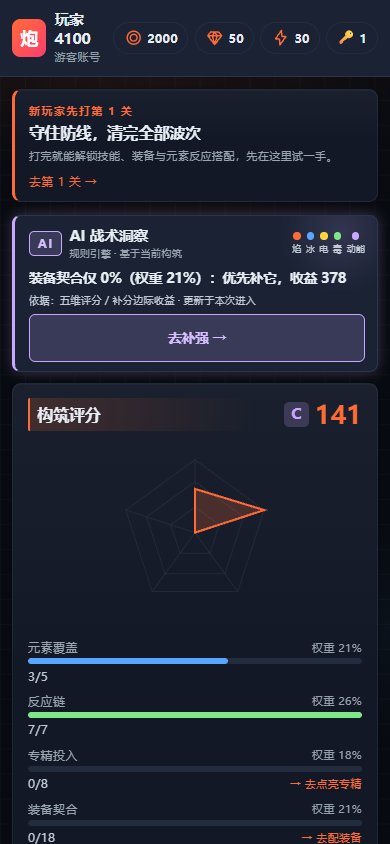 炮
玩家
4100
游客账号
2000
50
30
1
新玩家先打第 1 关
守住防线，清完全部波次
打完就能解锁技能、装备与元素反应搭配，先在这里试一手。
去第 1 关 →
AI
AI 战术洞察
规则引擎 · 基于当前构筑
焰 冰 电 毒 动能
装备契合仅 0%（权重 21%）：优先补它，收益 378
依据：五维评分 / 补分边际收益 · 更新于本次进入
去补强 →
构筑评分
C 141
元素覆盖 权重 21%
3/5
反应链 权重 26%
7/7
专精投入 权重 18%
0/8 → 去点亮专精
装备契合 权重 21%
0/18 → 去配装备